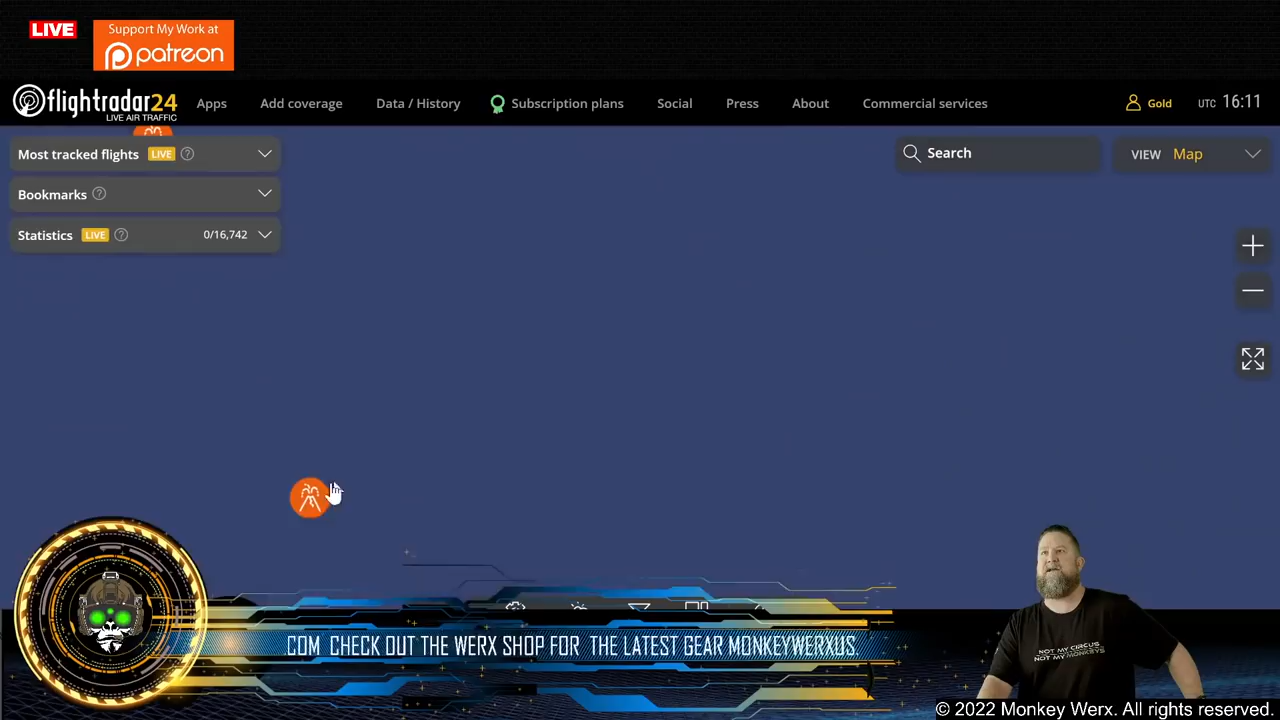 LIVE
Support My Work at
patreon
flightradar24
LIVE AIR TRAFFIC
Apps
Add coverage
Data / History
Subscription plans
Social
Press
About
Commercial services
Gold
UTC 16:11
Most tracked flights LIVE ?
Search
VIEW Map
Bookmarks ?
Statistics LIVE ? 0/16,742
.COM CHECK OUT THE WERX SHOP FOR THE LATEST GEAR MONKEYWERXUS.
NOT MY CIRCUS
NOT MY MONKEYS
© 2022 Monkey Werx. All rights reserved.